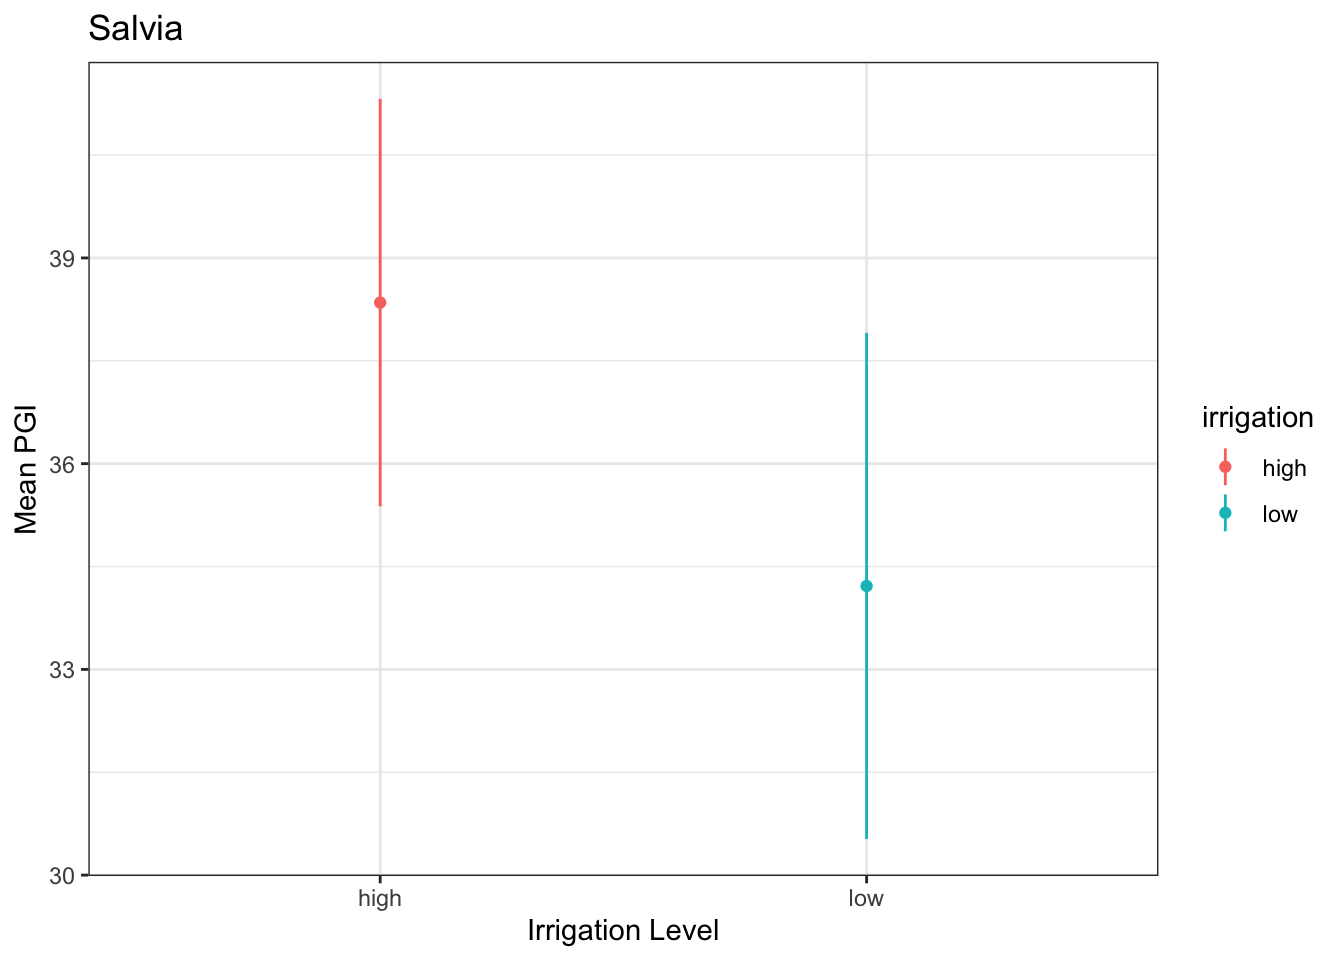 Salvia
39
36
33
30
Mean PGI
high
low
Irrigation Level
irrigation
high
low